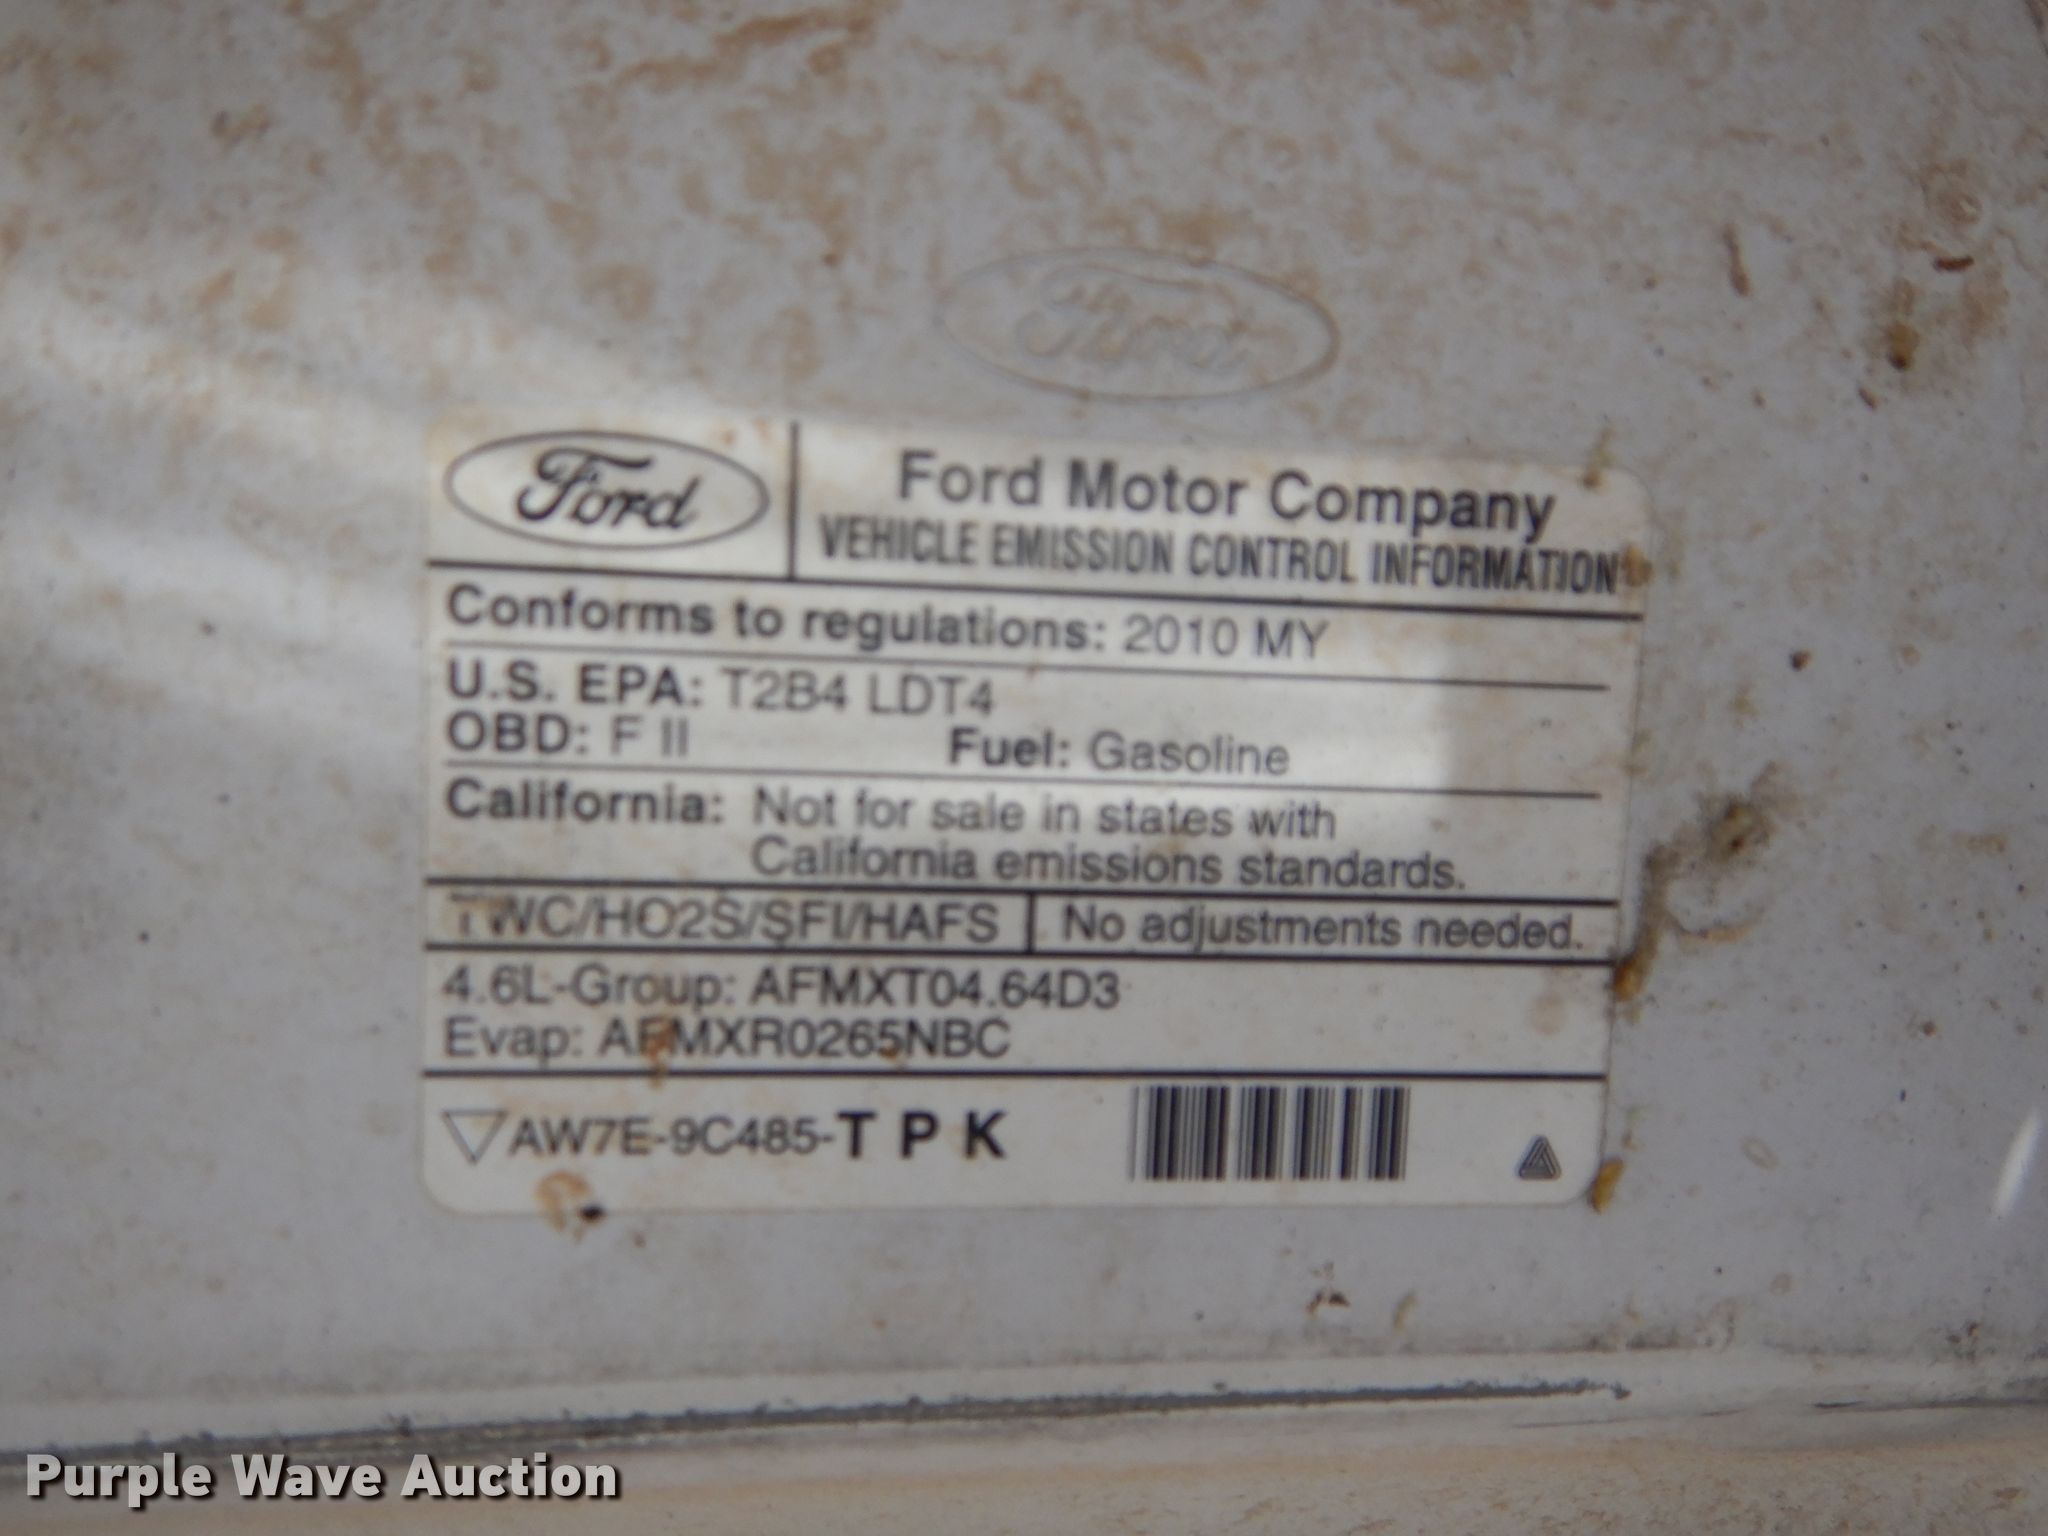 Ford
Ford
Ford Motor Company
VEHICLE EMISSION CONTROL INFORMATION
Conforms to regulations: 2010 MY
U.S. EPA: T2B4 LDT4
OBD: F II Fuel: Gasoline
California: Not for sale in states with
California emissions standards.
TWC/HO2S/SFI/HAFS No adjustments needed.
4.6L-Group: AFMXT04.64D3
Evap: AFMXR0265NBC
AW7E-9C485-T P K
Purple Wave Auction